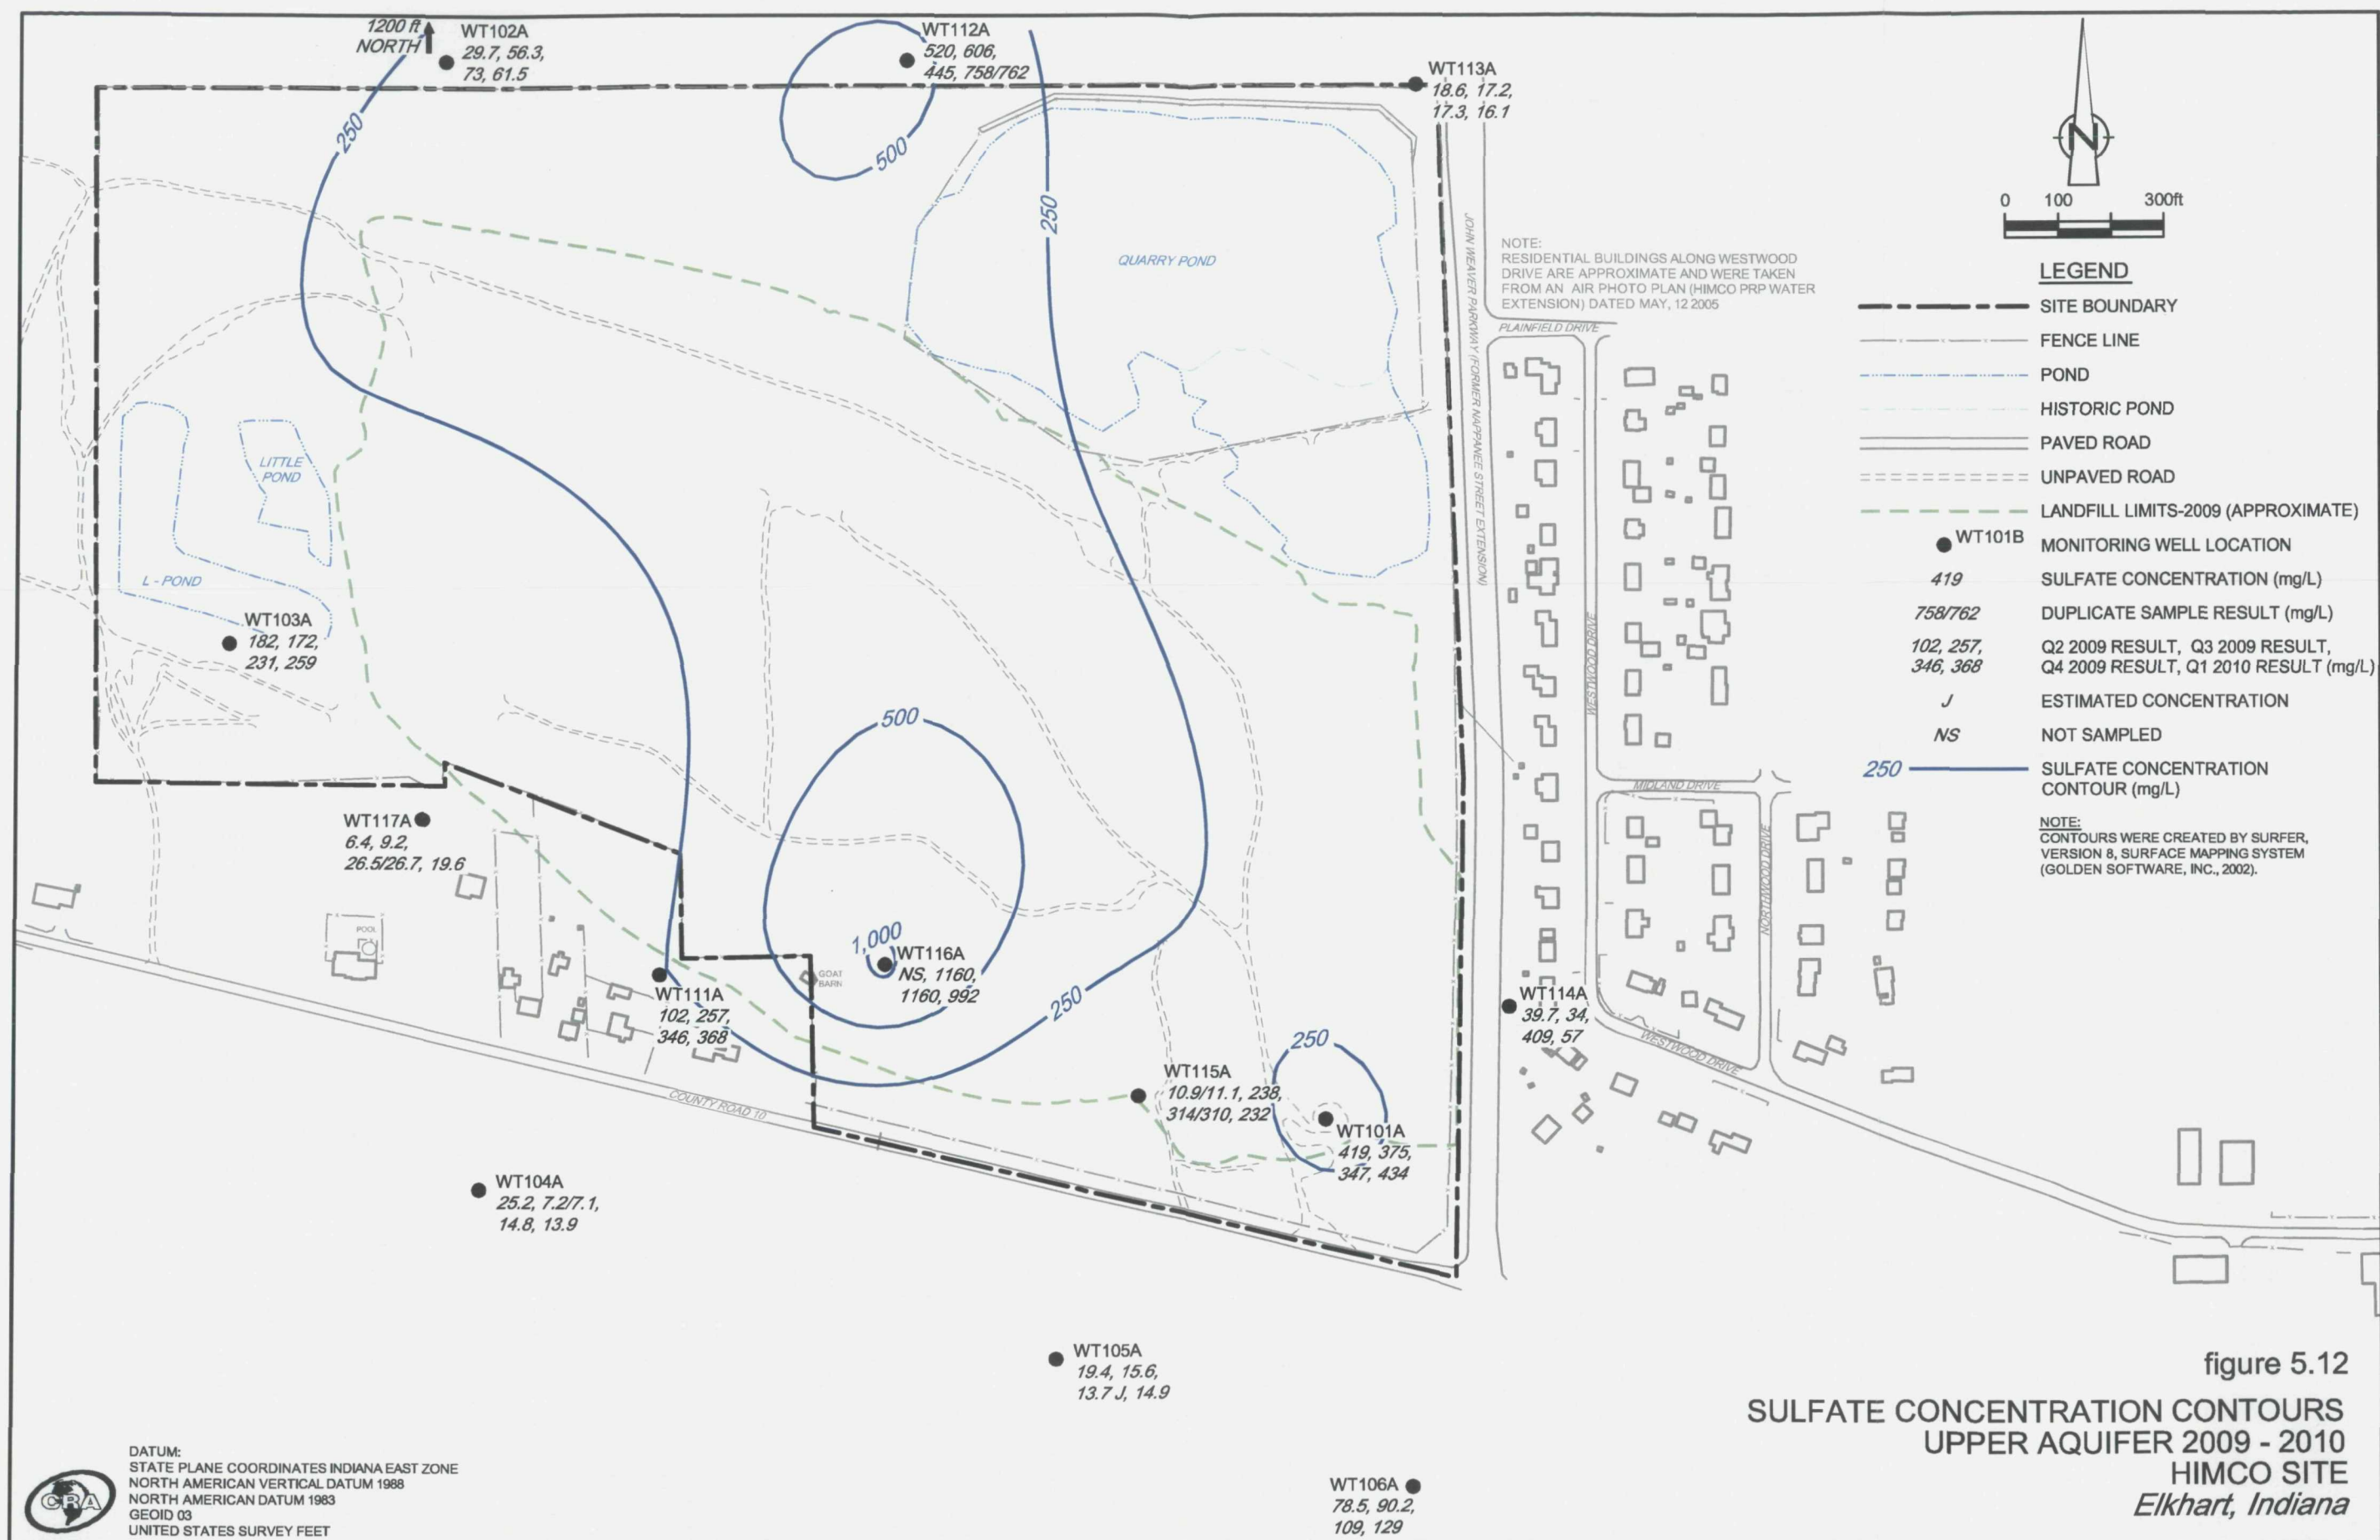 1200 ft
NORTH
WT102A
29.7, 56.3,
73, 61.5
WT112A
520, 606,
445, 758/762
WT113A
18.6, 17.2,
17.3, 16.1
250
500
250
QUARRY POND
JOHN WEAVER PARKWAY (FORMER NAPPANEE STREET EXTENSION)
NOTE:
RESIDENTIAL BUILDINGS ALONG WESTWOOD
DRIVE ARE APPROXIMATE AND WERE TAKEN
FROM AN AIR PHOTO PLAN (HIMCO PRP WATER
EXTENSION) DATED MAY, 12 2005
PLAINFIELD DRIVE
WESTWOOD DRIVE
MIDLAND DRIVE
NORTHWOOD DRIVE
WESTWOOD DRIVE
LITTLE
POND
L - POND
WT103A
182, 172,
231, 259
WT117A
6.4, 9.2,
26.5/26.7, 19.6
POOL
500
1,000
WT116A
NS, 1160,
1160, 992
GOAT
BARN
WT111A
102, 257,
346, 368
250
WT114A
39.7, 34,
409, 57
250
WT115A
10.9/11.1, 238,
314/310, 232
WT101A
419, 375,
347, 434
COUNTY ROAD 10
WT104A
25.2, 7.2/7.1,
14.8, 13.9
WT105A
19.4, 15.6,
13.7 J, 14.9
WT106A
78.5, 90.2,
109, 129
N
0 100 300ft
LEGEND
SITE BOUNDARY
FENCE LINE
POND
HISTORIC POND
PAVED ROAD
UNPAVED ROAD
LANDFILL LIMITS-2009 (APPROXIMATE)
WT101B MONITORING WELL LOCATION
419 SULFATE CONCENTRATION (mg/L)
758/762 DUPLICATE SAMPLE RESULT (mg/L)
102, 257, Q2 2009 RESULT, Q3 2009 RESULT,
346, 368 Q4 2009 RESULT, Q1 2010 RESULT (mg/L)
J ESTIMATED CONCENTRATION
NS NOT SAMPLED
250 SULFATE CONCENTRATION
CONTOUR (mg/L)
NOTE:
CONTOURS WERE CREATED BY SURFER,
VERSION 8, SURFACE MAPPING SYSTEM
(GOLDEN SOFTWARE, INC., 2002).
figure 5.12
SULFATE CONCENTRATION CONTOURS
UPPER AQUIFER 2009 - 2010
HIMCO SITE
Elkhart, Indiana
CRA
DATUM:
STATE PLANE COORDINATES INDIANA EAST ZONE
NORTH AMERICAN VERTICAL DATUM 1988
NORTH AMERICAN DATUM 1983
GEOID 03
UNITED STATES SURVEY FEET